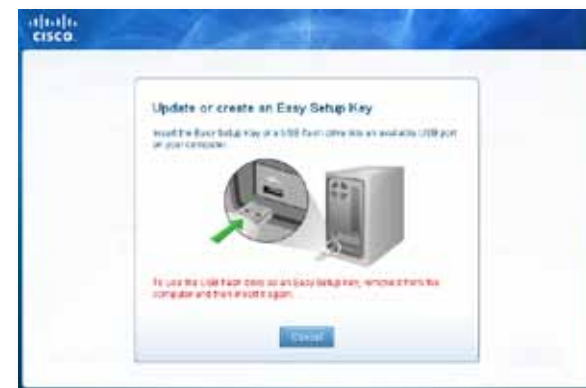 CISCO
Update or create an Easy Setup Key
Insert the Easy Setup Key or a USB flash drive into an available USB port
on your computer.
To use the USB flash drive as an Easy Setup Key, remove it from the
computer and then insert it again.
Cancel